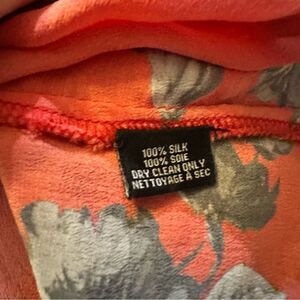 100% SILK
100% SOIE
DRY CLEAN ONLY
NETTOYAGE À SEC